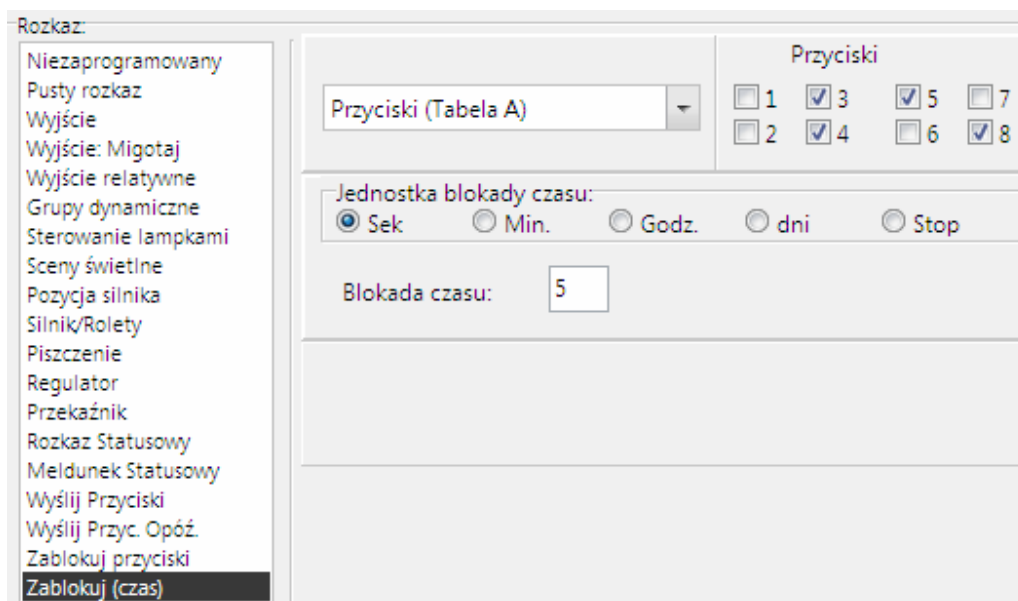 Rozkaz:
Niezaprogramowany
Pusty rozkaz
Wyjście
Wyjście: Migotaj
Wyjście relatywne
Grupy dynamiczne
Sterowanie lampkami
Sceny świetlne
Pozycja silnika
Silnik/Rolety
Piszczenie
Regulator
Przekaźnik
Rozkaz Statusowy
Meldunek Statusowy
Wyślij Przyciski
Wyślij Przyc. Opóź.
Zablokuj przyciski
Zablokuj (czas)
Przyciski (Tabela A)
Przyciski
1 3 5 7
2 4 6 8
Jednostka blokady czasu:
Sek Min. Godz. dni Stop
Blokada czasu: 5